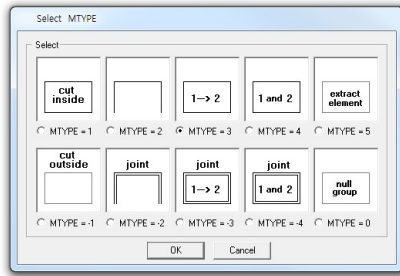 Select MTYPE
Select
cut
inside
1--> 2
1 and 2
extract
element
MTYPE = 1
MTYPE = 2
MTYPE = 3
MTYPE = 4
MTYPE = 5
cut
outside
joint
joint
1--> 2
joint
1 and 2
null
group
MTYPE = -1
MTYPE = -2
MTYPE = -3
MTYPE = -4
MTYPE = 0
OK
Cancel